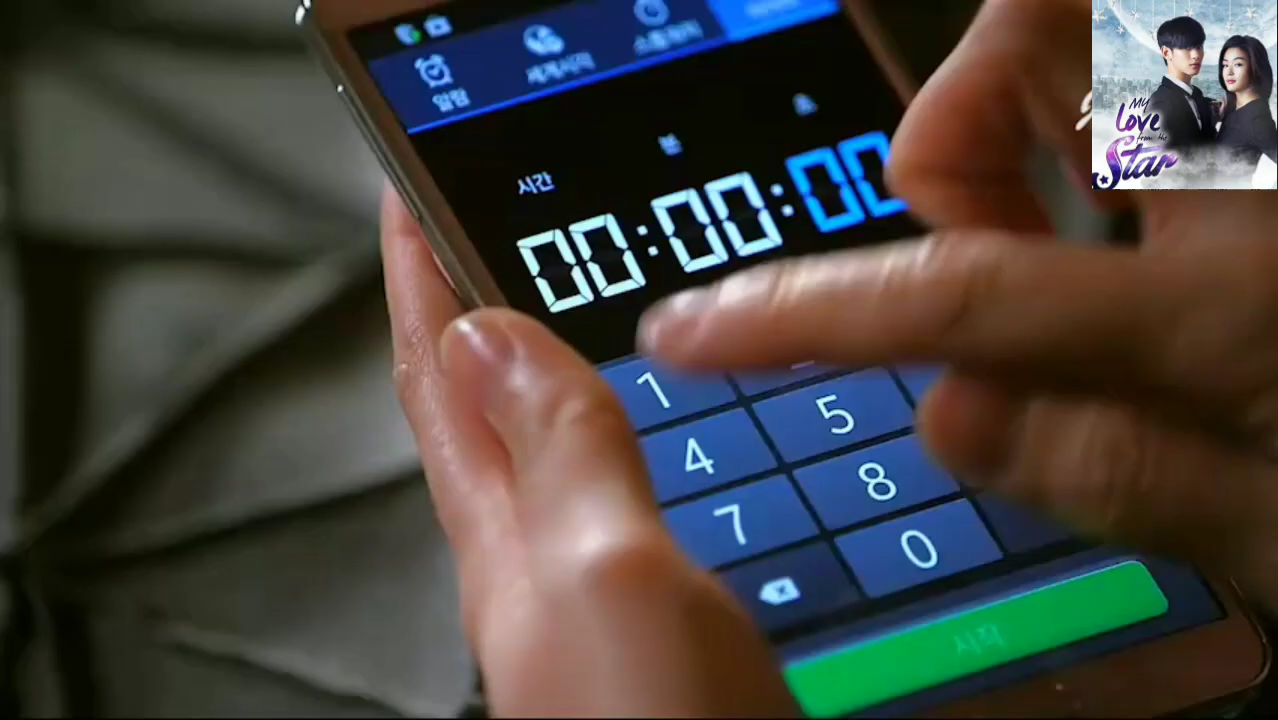 알람 세계시각 스톱워치
시간 분 초
00:00:00
1
4 5
7 8
0
시작
My
Love
from the
Star